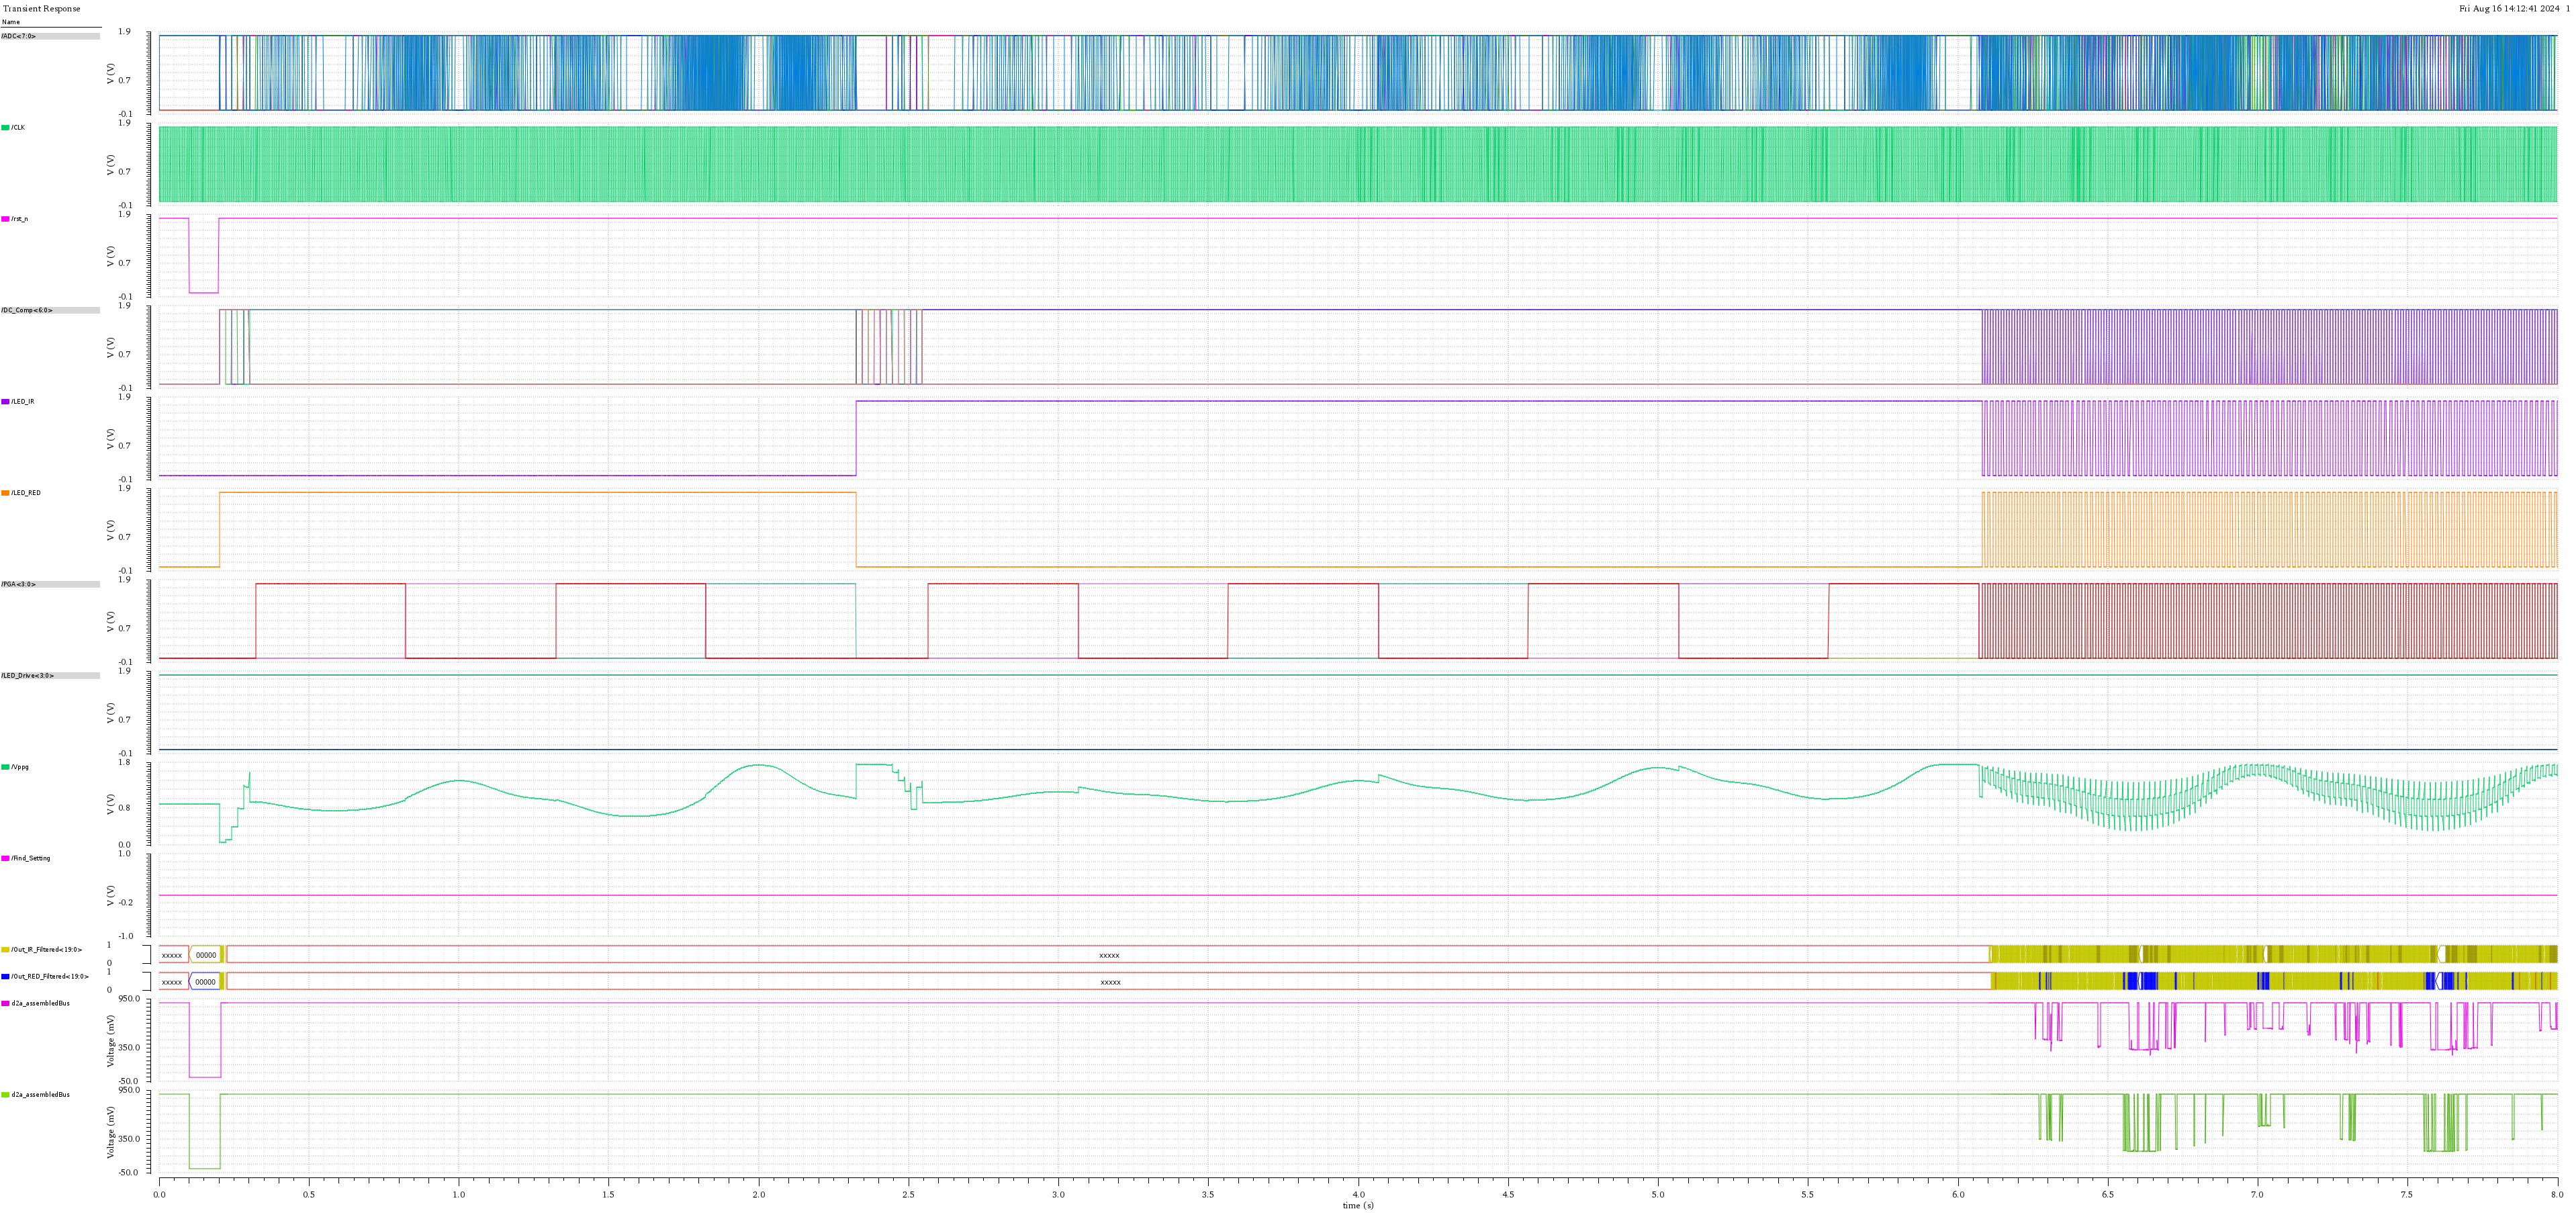 Transient Response
Fri Aug 16 14:12:41 2024 1
Name
/ADC<7:0>
V (V)
1.9
0.7
-0.1
/CLK
V (V)
1.9
0.7
-0.1
/rst_n
V (V)
1.9
0.7
-0.1
/DC_Comp<6:0>
V (V)
1.9
0.7
-0.1
/LED_IR
V (V)
1.9
0.7
-0.1
/LED_RED
V (V)
1.9
0.7
-0.1
/PGA<3:0>
V (V)
1.9
0.7
-0.1
/LED_Drive<3:0>
V (V)
1.9
0.7
-0.1
/Vppg
V (V)
1.8
0.8
0.0
/Find_Setting
V (V)
1.0
-0.2
-1.0
/Out_IR_Filtered<19:0>
1
0
xxxxx 00000 xxxxx
/Out_RED_Filtered<19:0>
1
0
xxxxx 00000 xxxxx
d2a_assembledBus
Voltage (mV)
950.0
350.0
-50.0
d2a_assembledBus
Voltage (mV)
950.0
350.0
-50.0
0.0 0.5 1.0 1.5 2.0 2.5 3.0 3.5 4.0 4.5 5.0 5.5 6.0 6.5 7.0 7.5 8.0
time (s)